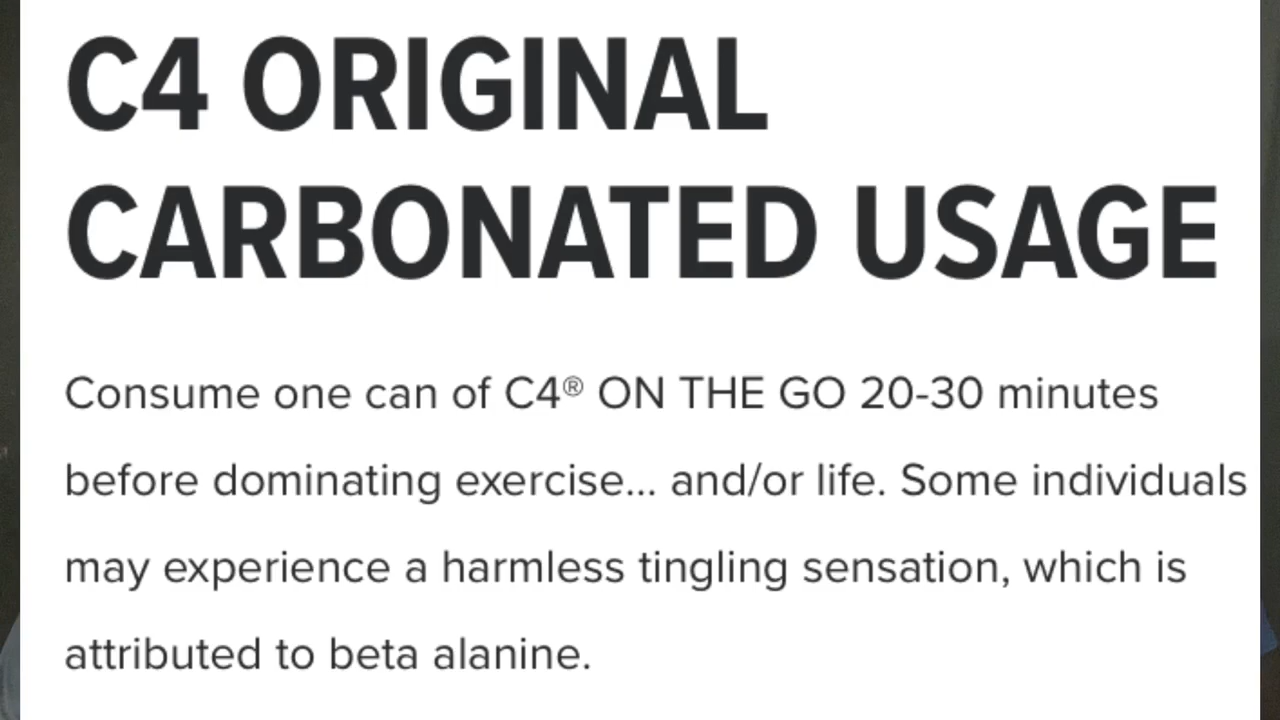 C4 ORIGINAL
CARBONATED USAGE
Consume one can of C4® ON THE GO 20-30 minutes
before dominating exercise... and/or life. Some individuals
may experience a harmless tingling sensation, which is
attributed to beta alanine.